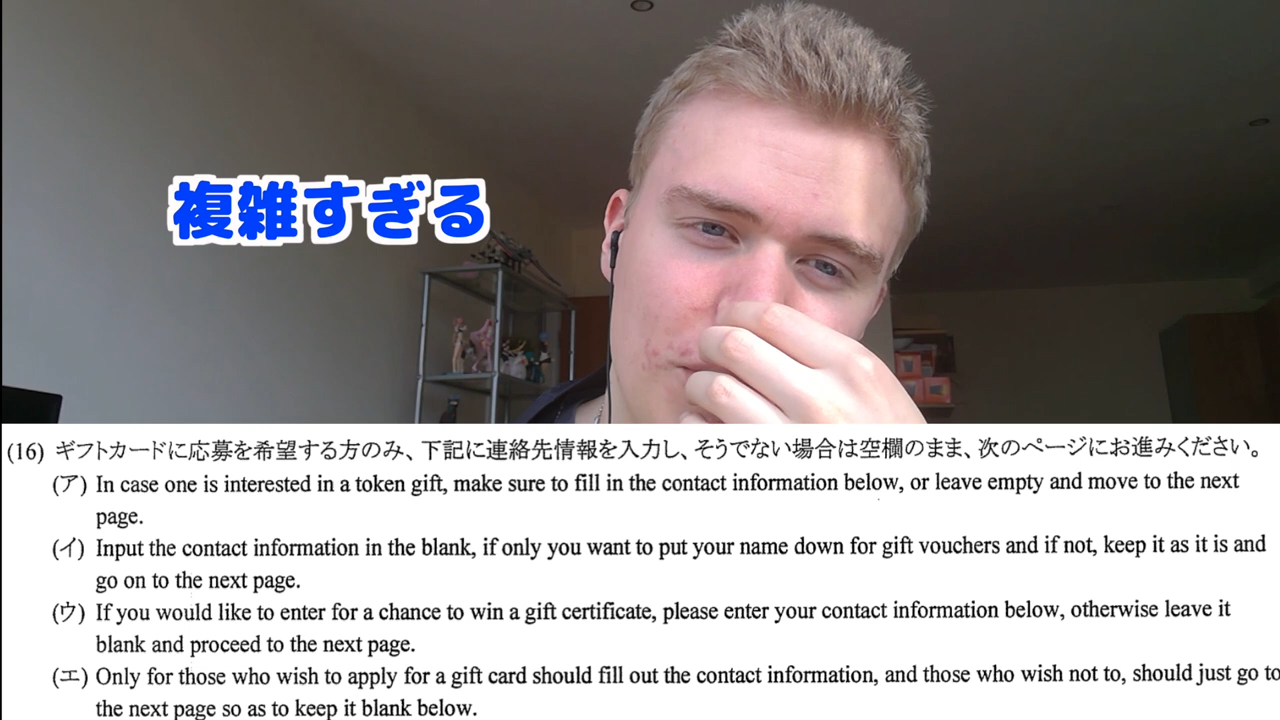 複雑すぎる
(16) ギフトカードに応募を希望する方のみ、下記に連絡先情報を入力し、そうでない場合は空欄のまま、次のページにお進みください。
(ア) In case one is interested in a token gift, make sure to fill in the contact information below, or leave empty and move to the next
page.
(イ) Input the contact information in the blank, if only you want to put your name down for gift vouchers and if not, keep it as it is and
go on to the next page.
(ウ) If you would like to enter for a chance to win a gift certificate, please enter your contact information below, otherwise leave it
blank and proceed to the next page.
(エ) Only for those who wish to apply for a gift card should fill out the contact information, and those who wish not to, should just go to
the next page so as to keep it blank below.